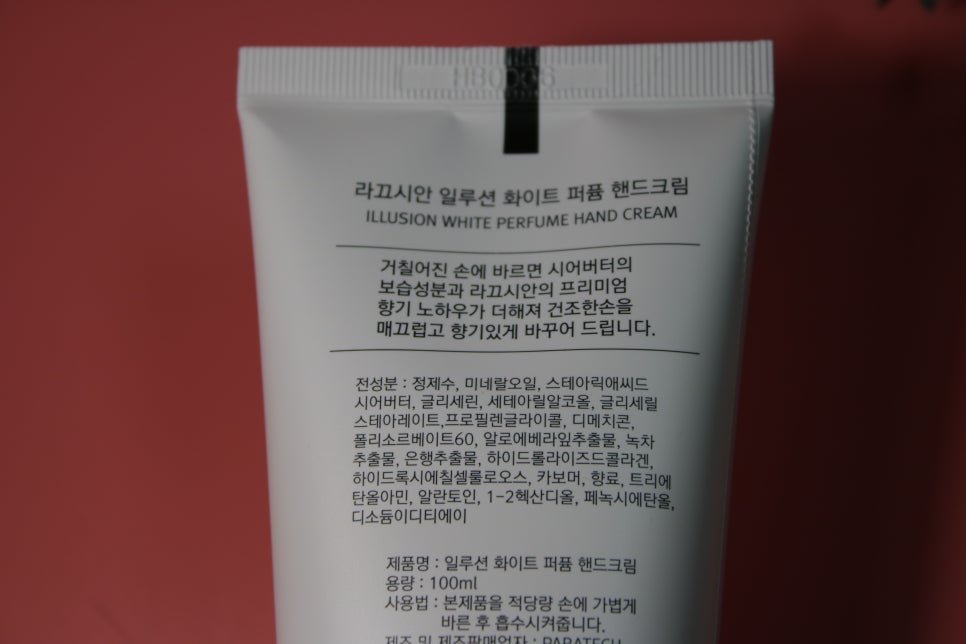 라끄시안 일루션 화이트 퍼퓸 핸드크림
ILLUSION WHITE PERFUME HAND CREAM
거칠어진 손에 바르면 시어버터의
보습성분과 라끄시안의 프리미엄
향기 노하우가 더해져 건조한손을
매끄럽고 향기있게 바꾸어 드립니다.
전성분 : 정제수, 미네랄오일, 스테아릭애씨드
시어버터, 글리세린, 세테아릴알코올, 글리세릴
스테아레이트,프로필렌글라이콜, 디메치콘,
폴리소르베이트60, 알로에베라잎추출물, 녹차
추출물, 은행추출물, 하이드롤라이즈드콜라겐,
하이드록시에칠셀룰로오스, 카보머, 향료, 트리에
탄올아민, 알란토인, 1-2헥산디올, 페녹시에탄올,
디소듐이디티에이
제품명 : 일루션 화이트 퍼퓸 핸드크림
용량 : 100ml
사용법 : 본제품을 적당량 손에 가볍게
바른 후 흡수시켜줍니다.
제조 및 제조판매업자 : PARATECH